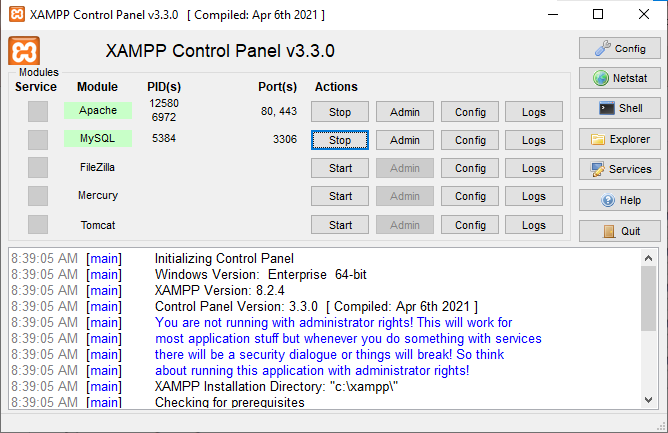 XAMPP Control Panel v3.3.0 [ Compiled: Apr 6th 2021 ]
XAMPP Control Panel v3.3.0
Config
Modules
Service Module PID(s) Port(s) Actions
Netstat
Apache 12580 6972 80, 443 Stop Admin Config Logs
Shell
MySQL 5384 3306 Stop Admin Config Logs
Explorer
FileZilla Start Admin Config Logs
Services
Mercury Start Admin Config Logs
Help
Tomcat Start Admin Config Logs
Quit
8:39:05 AM [main] Initializing Control Panel
8:39:05 AM [main] Windows Version: Enterprise 64-bit
8:39:05 AM [main] XAMPP Version: 8.2.4
8:39:05 AM [main] Control Panel Version: 3.3.0 [ Compiled: Apr 6th 2021 ]
8:39:05 AM [main] You are not running with administrator rights! This will work for
8:39:05 AM [main] most application stuff but whenever you do something with services
8:39:05 AM [main] there will be a security dialogue or things will break! So think
8:39:05 AM [main] about running this application with administrator rights!
8:39:05 AM [main] XAMPP Installation Directory: "c:\xampp\"
8:39:05 AM [main] Checking for prerequisites